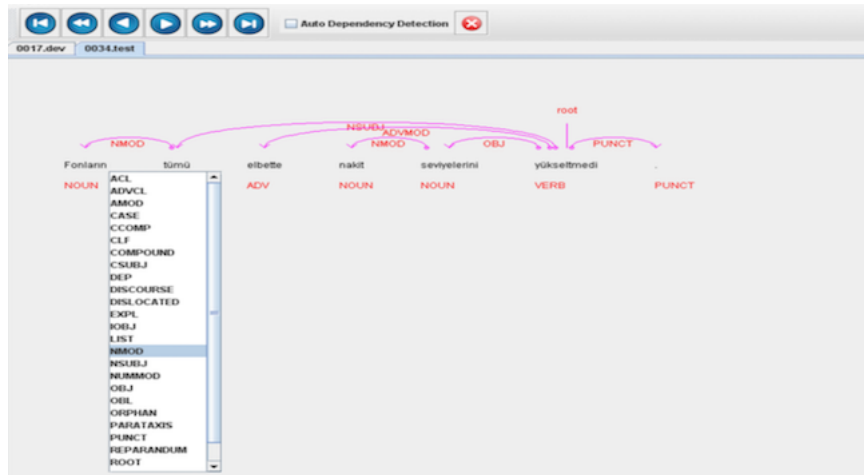 Auto Dependency Detection
0017.dev 0034.test
root
NSUBJ
ADVMOD
NMOD NMOD OBJ PUNCT
Fonların tümü elbette nakit seviyelerini yükseltmedi .
NOUN ADV NOUN NOUN VERB PUNCT
ACL
ADVCL
AMOD
CASE
CCOMP
CLF
COMPOUND
CSUBJ
DEP
DISCOURSE
DISLOCATED
EXPL
IOBJ
LIST
NMOD
NSUBJ
NUMMOD
OBJ
OBL
ORPHAN
PARATAXIS
PUNCT
REPARANDUM
ROOT